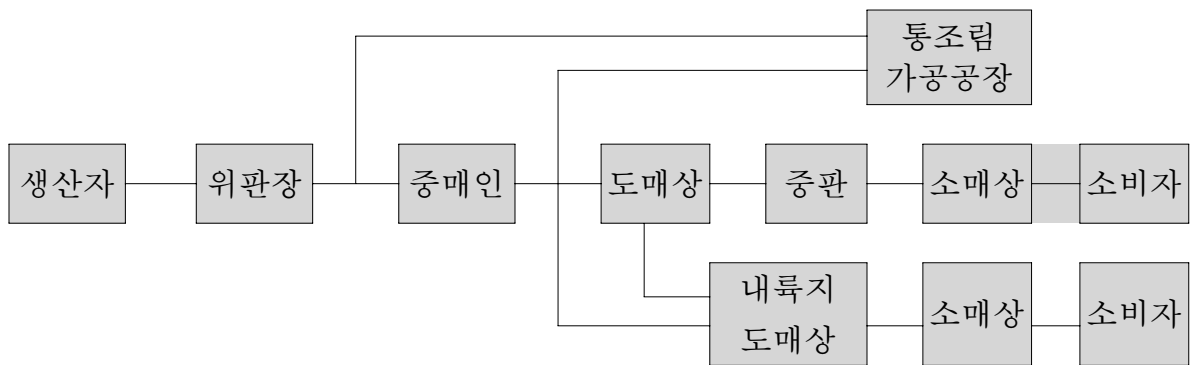 통조림
가공공장
생산자
위판장
중매인
도매상
중판
소매상
소비자
내륙지
도매상
소매상
소비자